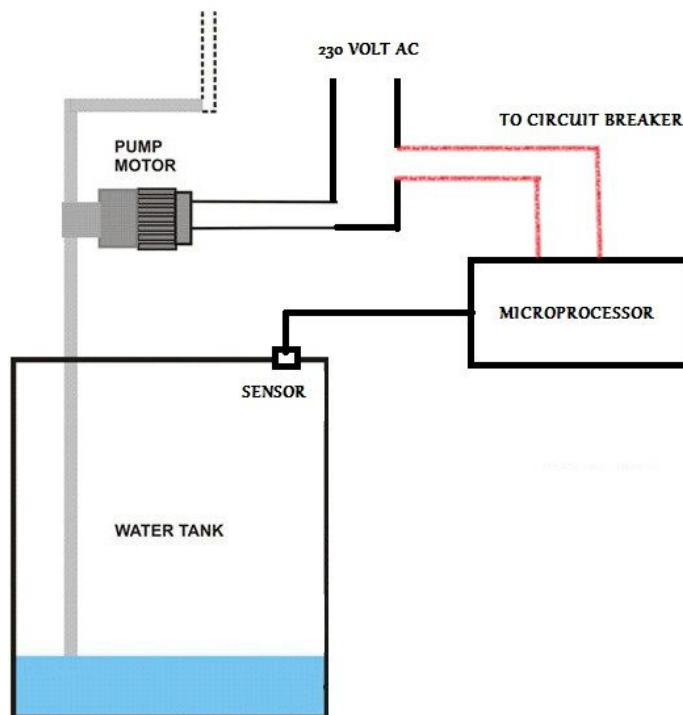 230 VOLT AC
TO CIRCUIT BREAKER
PUMP
MOTOR
MICROPROCESSOR
SENSOR
WATER TANK